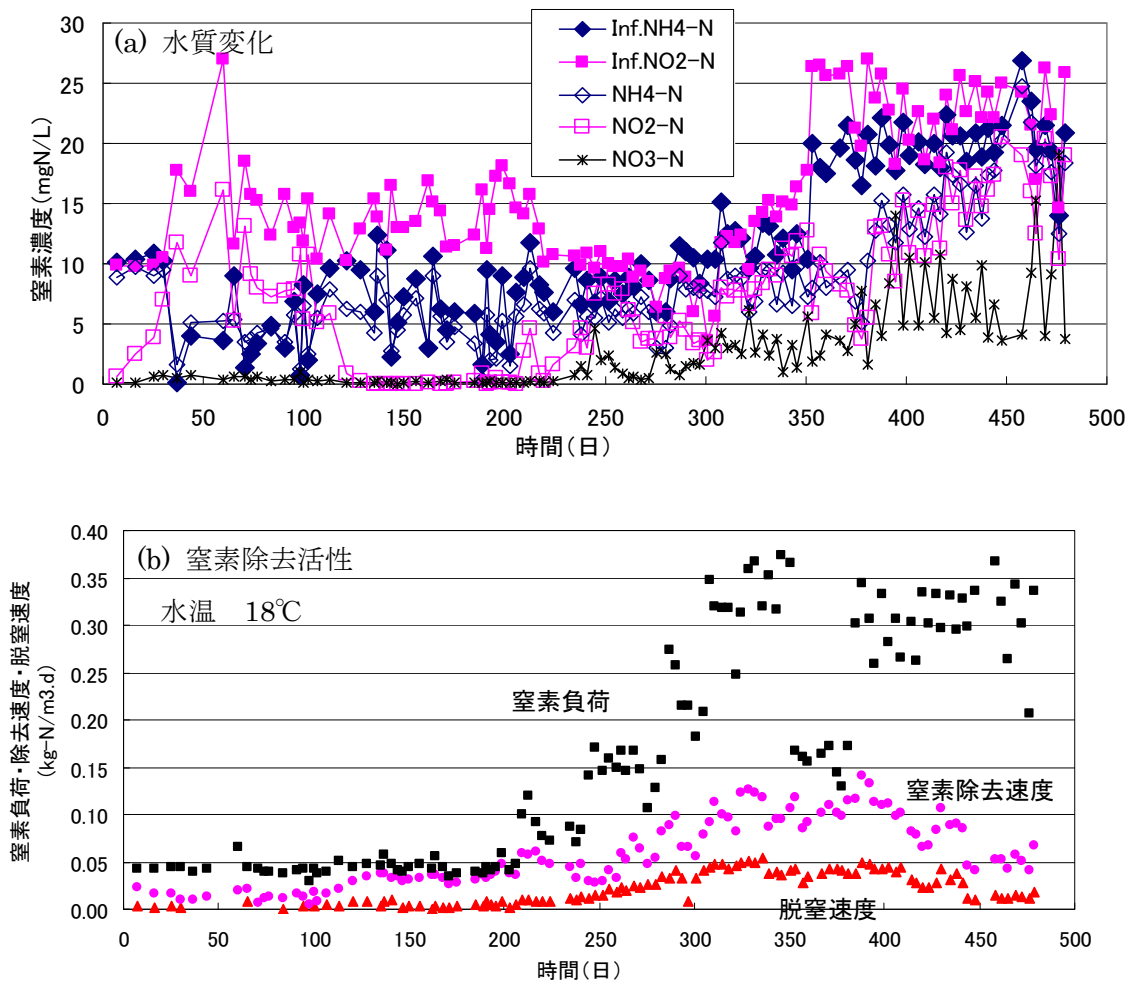 (a) 水質変化
Inf.NH4-N
Inf.NO2-N
NH4-N
NO2-N
NO3-N
窒素濃度(mgN/L)
30
25
20
15
10
5
0
0 50 100 150 200 250 300 350 400 450 500
時間(日)
(b) 窒素除去活性
水温 18℃
窒素負荷・除去速度・脱窒速度
(kg-N/m3.d)
0.40
0.35
0.30
0.25
0.20
0.15
0.10
0.05
0.00
窒素負荷
窒素除去速度
脱窒速度
0 50 100 150 200 250 300 350 400 450 500
時間(日)